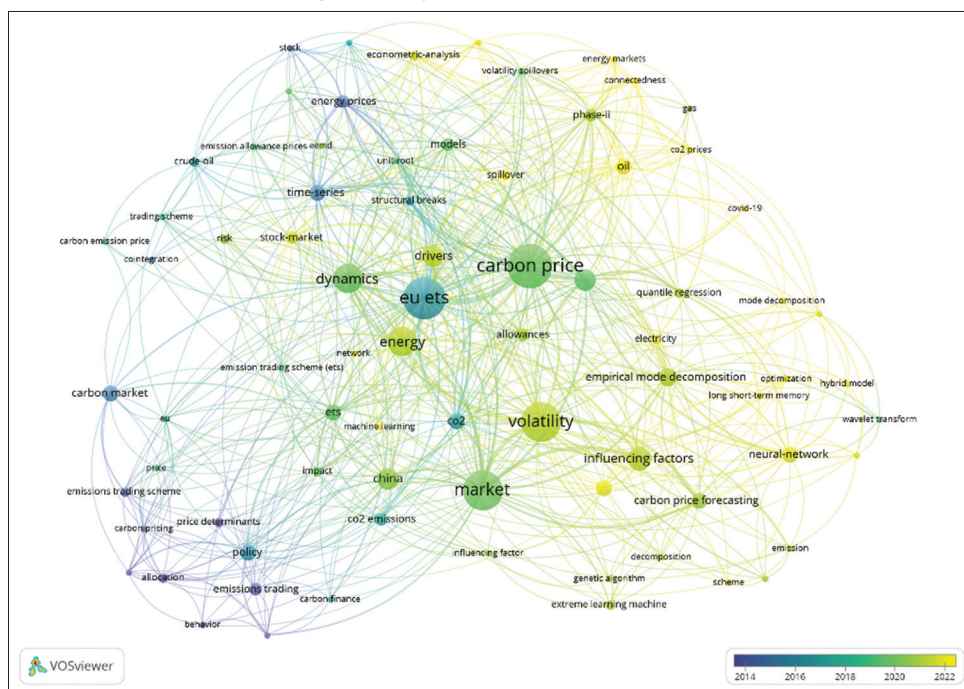 stock
econometric-analysis
energy markets
volatility spillovers
connectedness
energy prices
gas
phase-ii
emission allowance prices
eemd
models
co2 prices
crude-oil
unit root
oil
spillover
time-series
structural breaks
covid-19
trading scheme
carbon emission price
risk
stock-market
cointegration
drivers
carbon price
dynamics
quantile regression
eu ets
mode decomposition
allowances
energy
electricity
network
emission trading scheme (ets)
empirical mode decomposition
optimization
hybrid model
carbon market
long short-term memory
eu
ets
co2
volatility
wavelet transform
machine learning
price
influencing factors
neural-network
impact
china
emissions trading scheme
market
carbon price forecasting
carbon pricing
price determinants
co2 emissions
policy
influencing factor
decomposition
emission
allocation
genetic algorithm
scheme
emissions trading
carbon finance
extreme learning machine
behavior
VOSviewer
2014 2016 2018 2020 2022